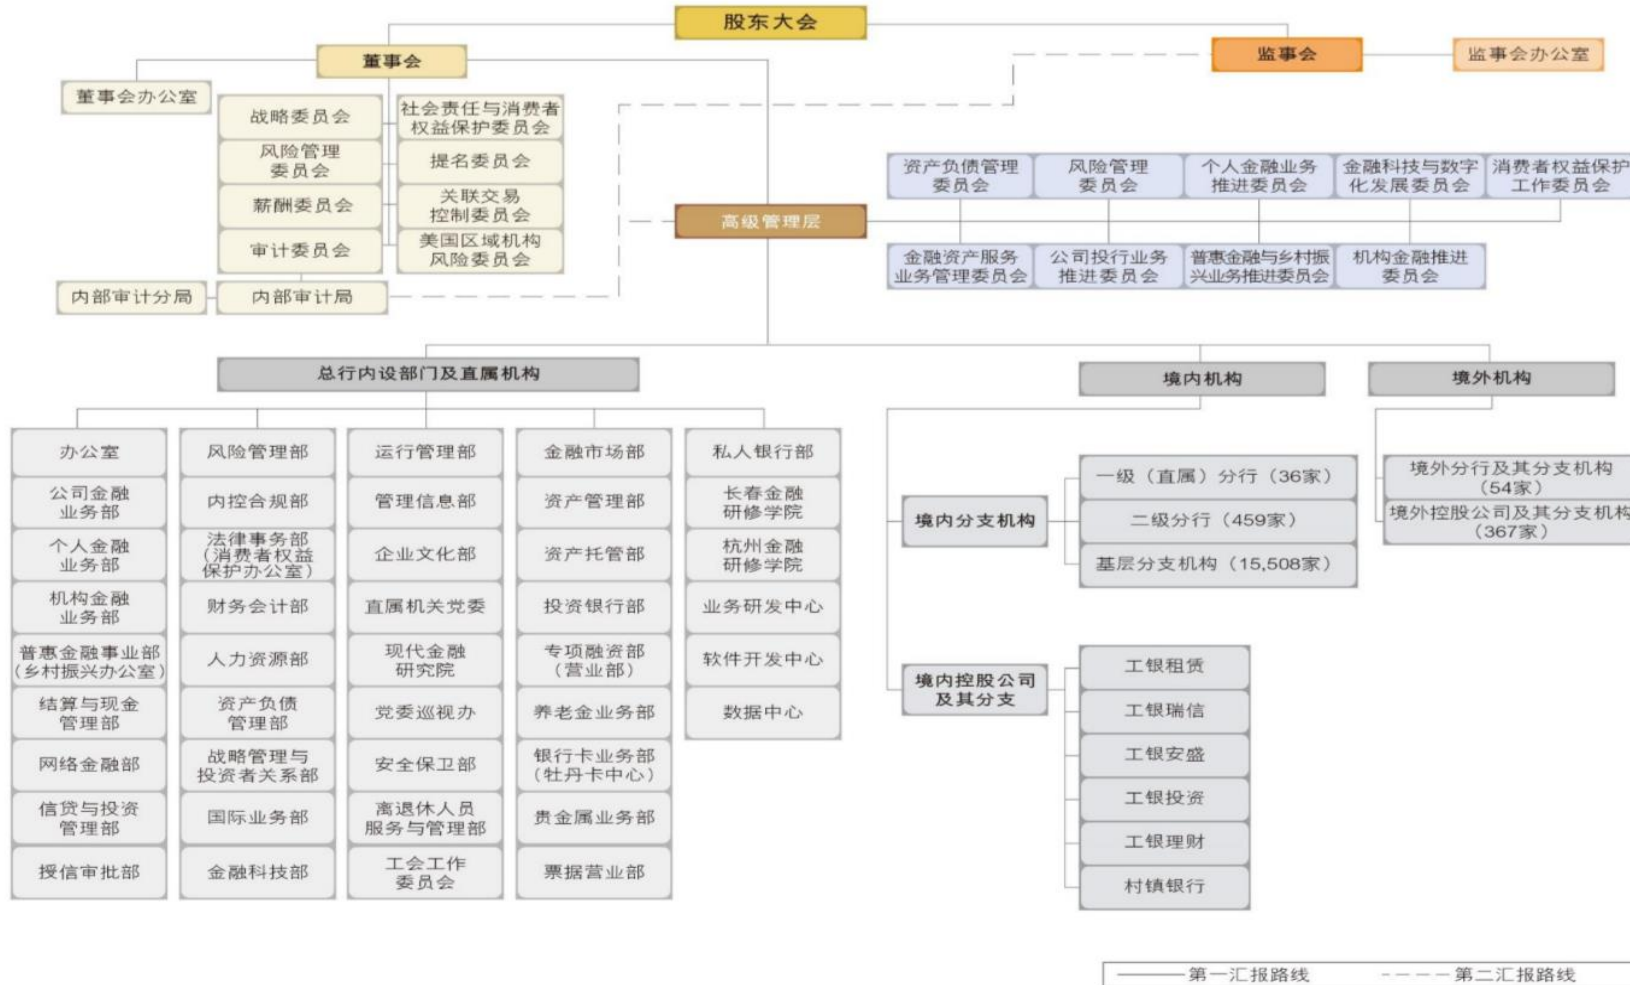 股东大会
董事会
监事会
监事会办公室
董事会办公室
战略委员会
社会责任与消费者
权益保护委员会
风险管理
委员会
提名委员会
薪酬委员会
关联交易
控制委员会
审计委员会
美国区域机构
风险委员会
内部审计分局
内部审计局
资产负债管理
委员会
风险管理
委员会
个人金融业务
推进委员会
金融科技与数字
化发展委员会
消费者权益保护
工作委员会
高级管理层
金融资产服务
业务管理委员会
公司投行业务
推进委员会
普惠金融与乡村振
兴业务推进委员会
机构金融推进
委员会
总行内设部门及直属机构
境内机构
境外机构
办公室
公司金融
业务部
个人金融
业务部
机构金融
业务部
普惠金融事业部
(乡村振兴办公室)
结算与现金
管理部
网络金融部
信贷与投资
管理部
授信审批部
风险管理部
内控合规部
法律事务部
(消费者权益
保护办公室)
财务会计部
人力资源部
资产负债
管理部
战略管理与
投资者关系部
国际业务部
金融科技部
运行管理部
管理信息部
企业文化部
直属机关党委
现代金融
研究院
党委巡视办
安全保卫部
离退休人员
服务与管理部
工会工作
委员会
金融市场部
资产管理部
资产托管部
投资银行部
专项融资部
(营业部)
养老金业务部
银行卡业务部
(牡丹卡中心)
贵金属业务部
票据营业部
私人银行部
长春金融
研修学院
杭州金融
研修学院
业务研发中心
软件开发中心
数据中心
境内分支机构
一级（直属）分行（36家）
二级分行（459家）
基层分支机构（15,508家）
境内控股公司
及其分支
工银租赁
工银瑞信
工银安盛
工银投资
工银理财
村镇银行
境外分行及其分支机构
（54家）
境外控股公司及其分支机构
（367家）
第一汇报路线
第二汇报路线